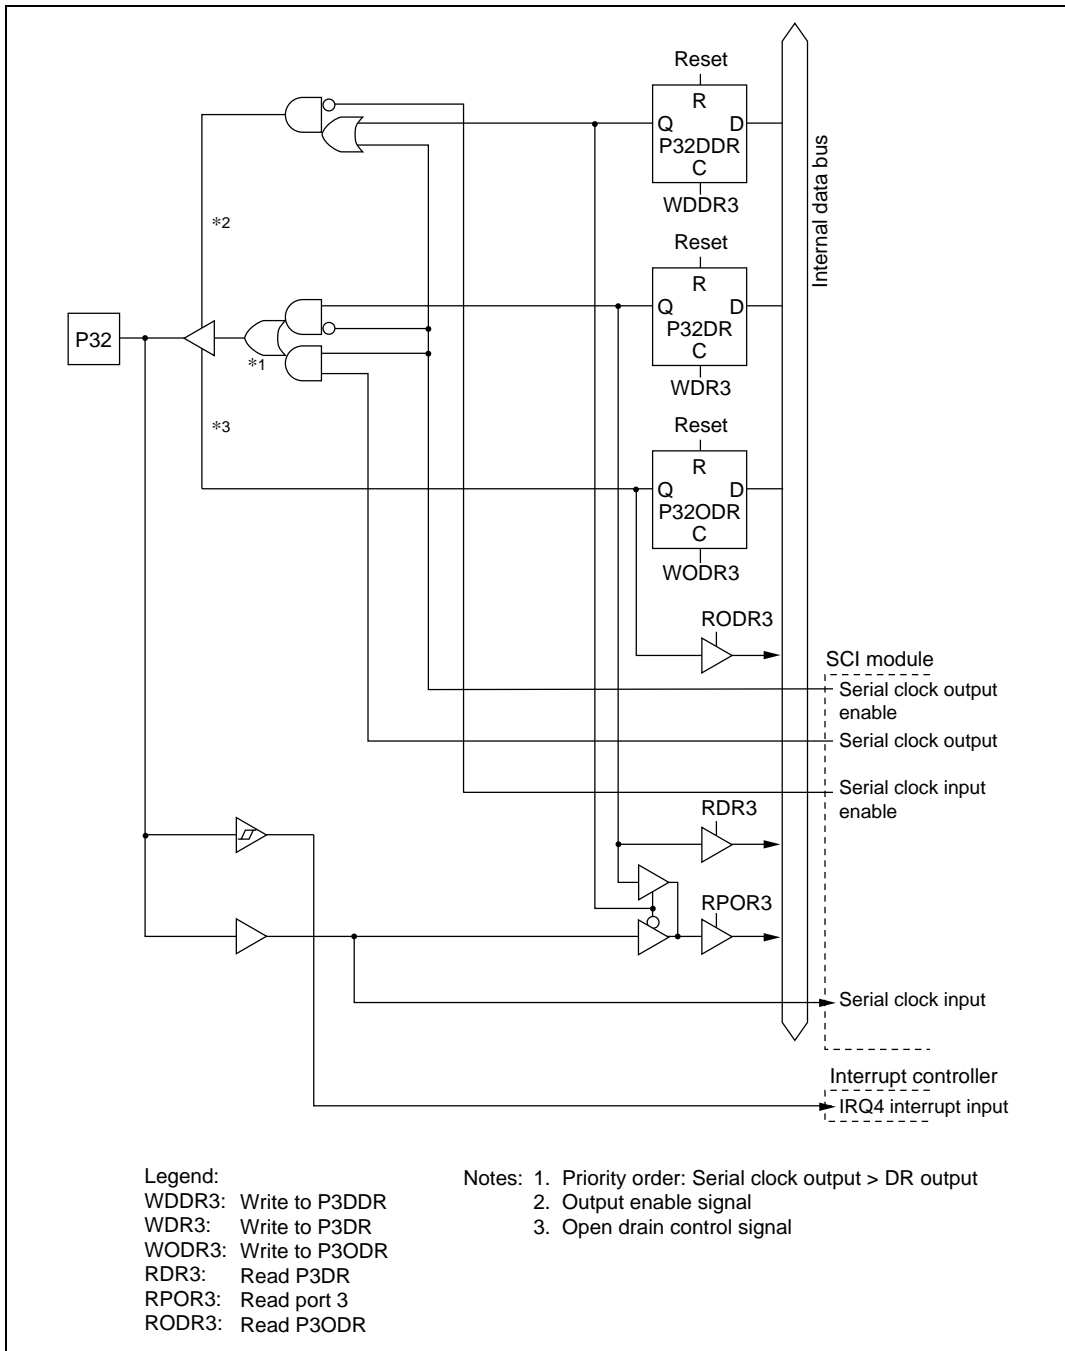 Reset
R
Q D
P32DDR
C
WDDR3
Internal data bus
*2
Reset
R
Q D
P32DR
C
WDR3
P32
*1
*3
Reset
R
Q D
P32ODR
C
WODR3
RODR3
SCI module
Serial clock output
enable
Serial clock output
Serial clock input
enable
RDR3
RPOR3
Serial clock input
Interrupt controller
IRQ4 interrupt input
Legend:
WDDR3: Write to P3DDR
WDR3: Write to P3DR
WODR3: Write to P3ODR
RDR3: Read P3DR
RPOR3: Read port 3
RODR3: Read P3ODR
Notes: 1. Priority order: Serial clock output > DR output
2. Output enable signal
3. Open drain control signal